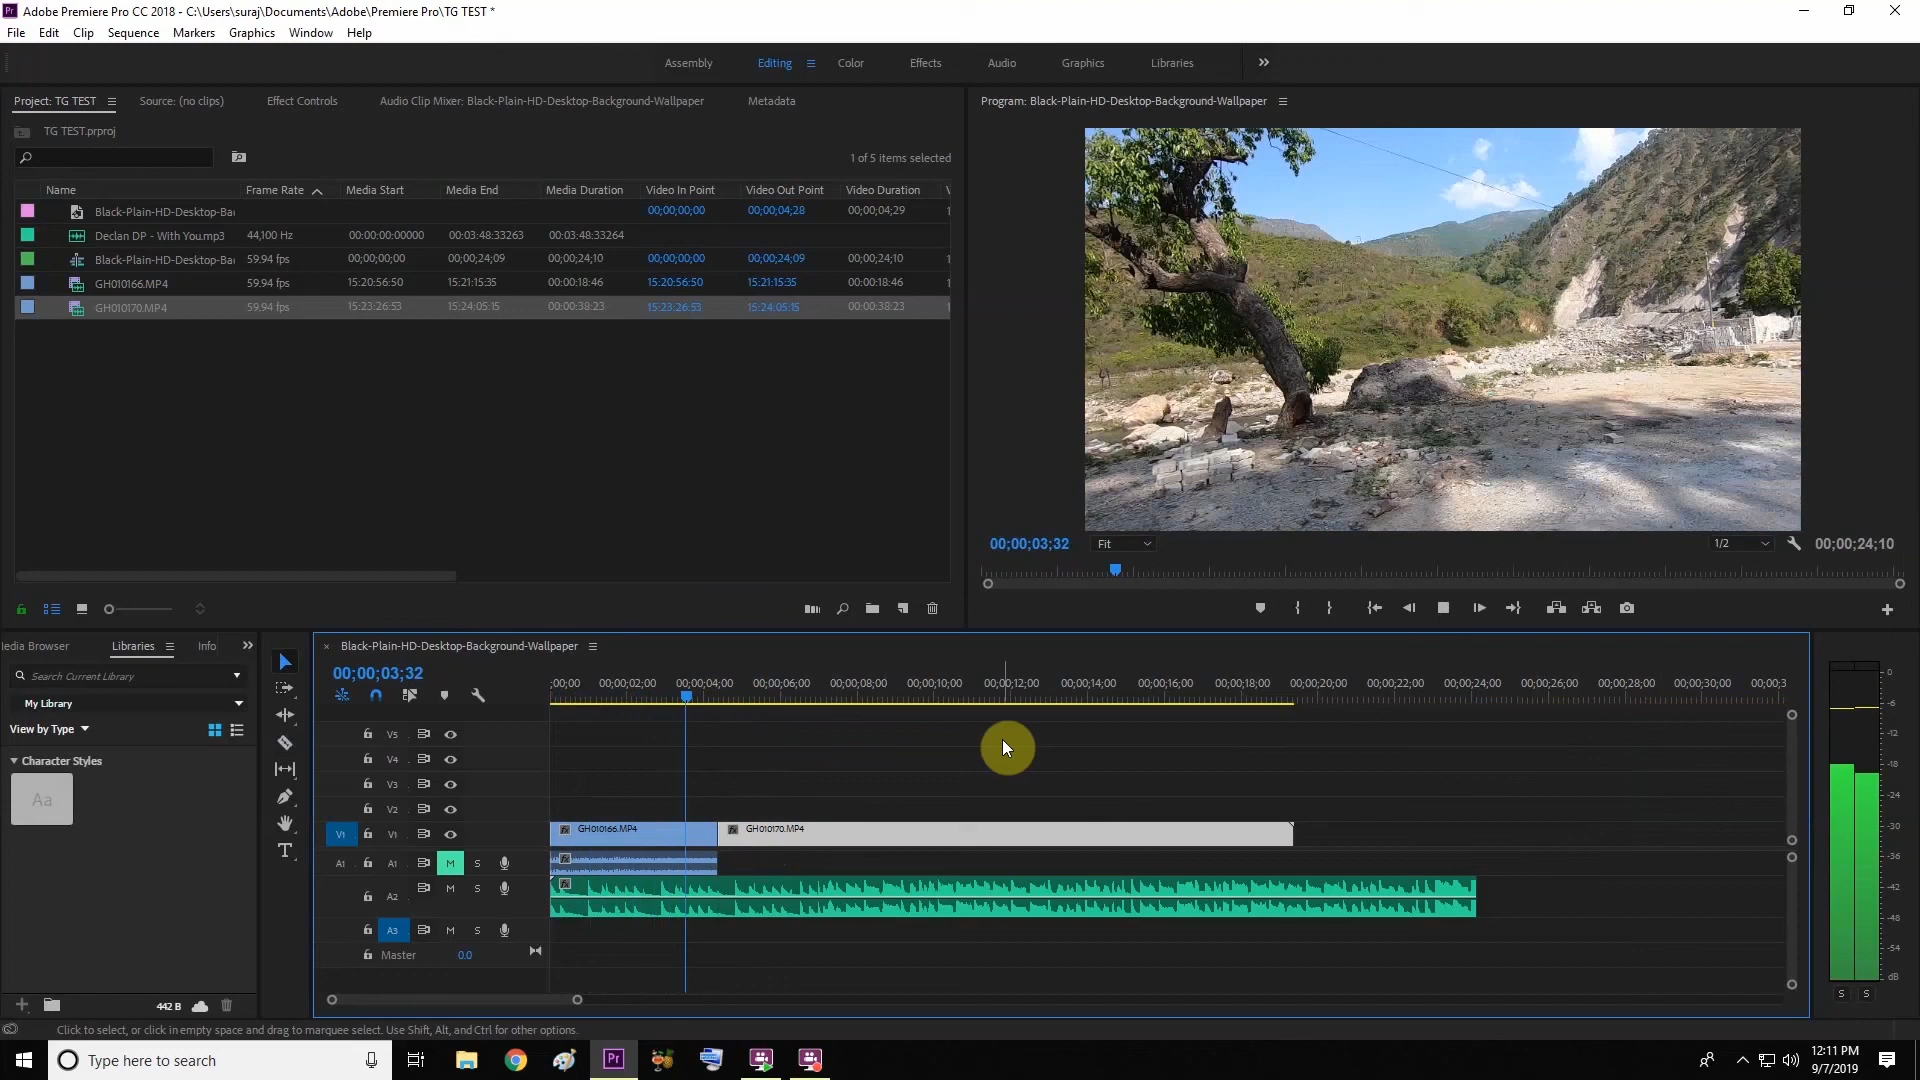 Adobe Premiere Pro CC 2018 - C:\Users\suraj\Documents\Adobe\Premiere Pro\TG TEST *
File Edit Clip Sequence Markers Graphics Window Help
Assembly Editing Color Effects Audio Graphics Libraries
Project: TG TEST Source: (no clips) Effect Controls Audio Clip Mixer: Black-Plain-HD-Desktop-Background-Wallpaper Metadata
TG TEST.prproj
1 of 5 items selected
Name Frame Rate Media Start Media End Media Duration Video In Point Video Out Point Video Duration
Black-Plain-HD-Desktop-Ba 00;00;00;00 00;00;04;28 00;00;04;29
Declan DP - With You.mp3 44,100 Hz 00:00:00:00000 00:03:48:33263 00:03:48:33264
Black-Plain-HD-Desktop-Ba 59.94 fps 00;00;00;00 00;00;24;09 00;00;24;10 00;00;00;00 00;00;24;09 00;00;24;10
GH010166.MP4 59.94 fps 15:20:56:50 15:21:15:35 00:00:18:46 15:20:56:50 15:21:15:35 00:00:18:46
GH010170.MP4 59.94 fps 15:23:26:53 15:24:05:15 00:00:38:23 15:23:26:53 15:24:05:15 00:00:38:23
Program: Black-Plain-HD-Desktop-Background-Wallpaper
00;00;03;32 Fit 1/2 00;00;24;10
edia Browser Libraries Info
Search Current Library
My Library
View by Type
Character Styles
Aa
442 B
Black-Plain-HD-Desktop-Background-Wallpaper
00;00;03;32
;00;00 00;00;02;00 00;00;04;00 00;00;06;00 00;00;08;00 00;00;10;00 00;00;12;00 00;00;14;00 00;00;16;00 00;00;18;00 00;00;20;00 00;00;22;00 00;00;24;00 00;00;26;00 00;00;28;00 00;00;30;00 00;00;3
V5
V4
V3
V2
V1 V1 GH010166.MP4 GH010170.MP4
A1 A1 M S
A2 M S
A3 M S
Master 0.0
0
-6
-12
-18
-24
-30
-36
-42
-48
-54
dB
S S
Click to select, or click in empty space and drag to marquee select. Use Shift, Alt, and Ctrl for other options.
Type here to search
12:11 PM
9/7/2019